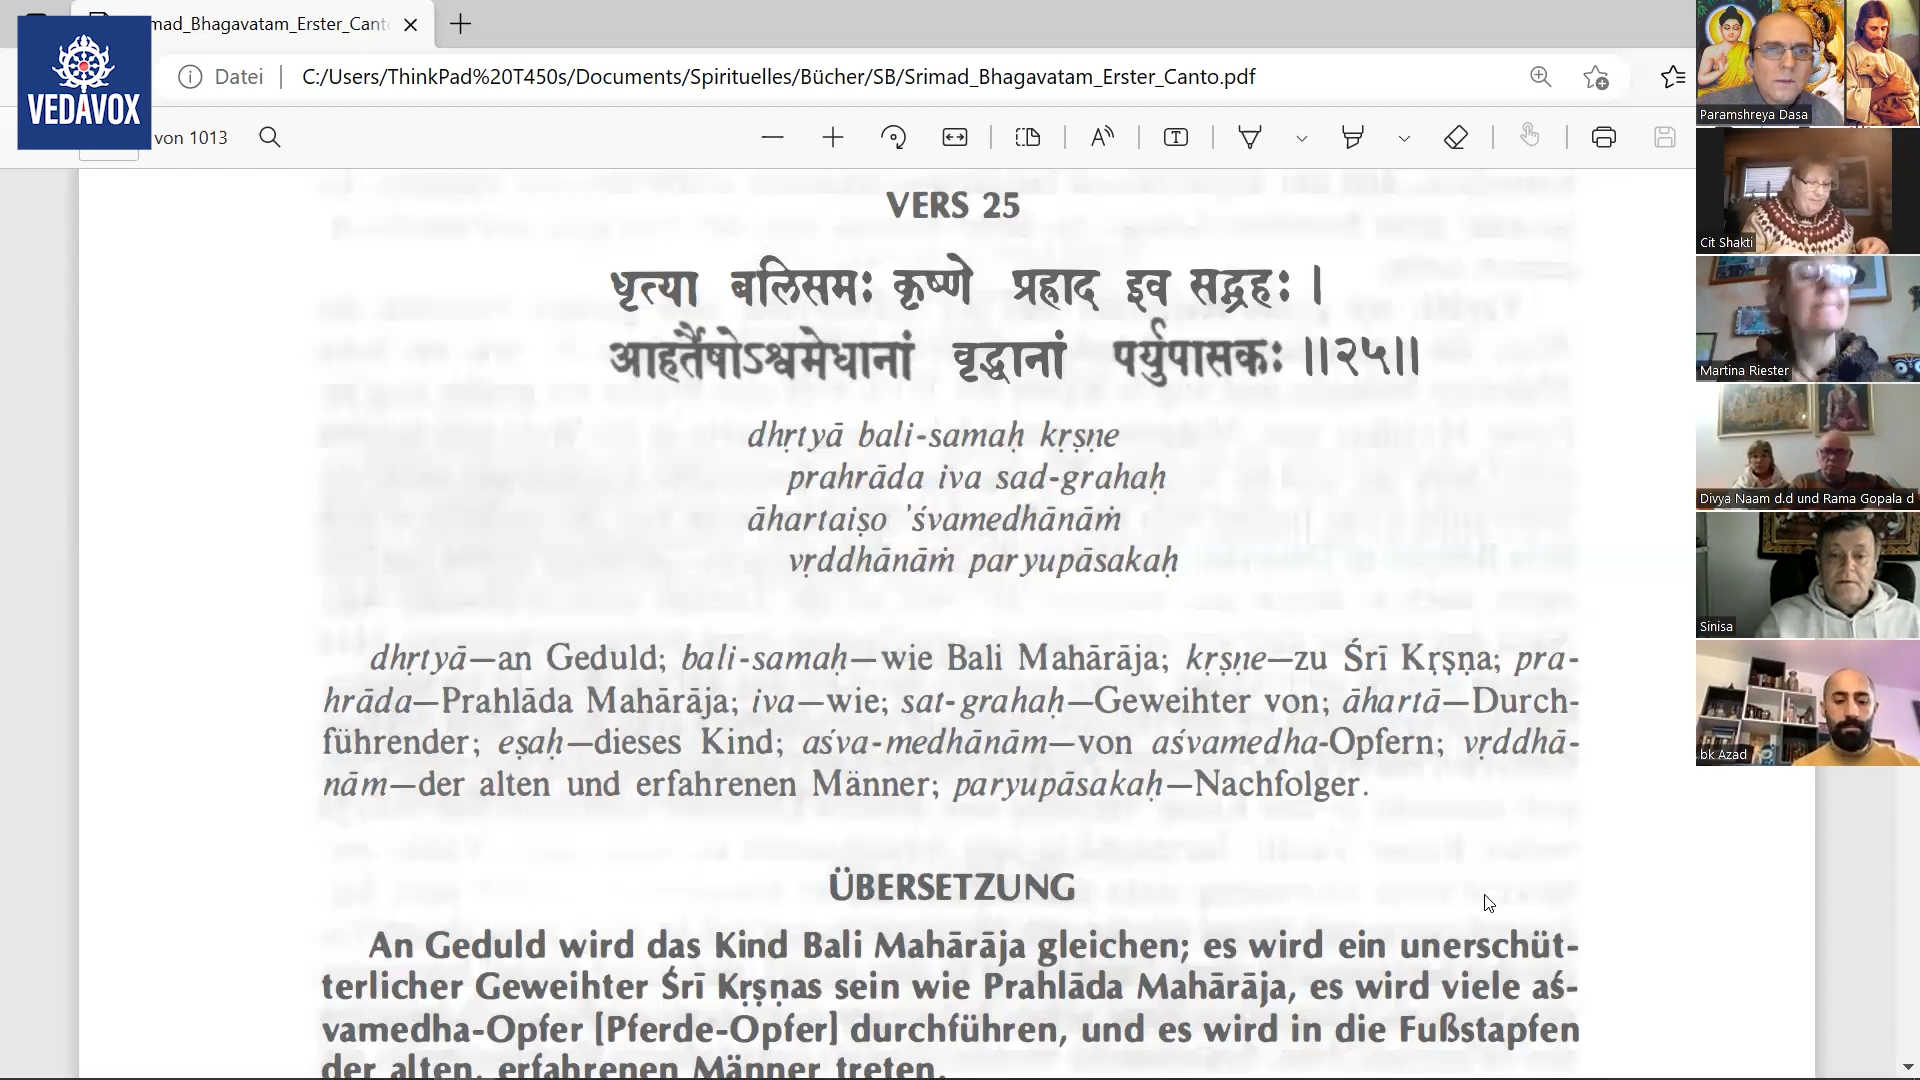 mad_Bhagavatam_Erster_Cant
VEDAVOX
Datei
C:/Users/ThinkPad%20T450s/Documents/Spirituelles/Bücher/SB/Srimad_Bhagavatam_Erster_Canto.pdf
von 1013
VERS 25
धृत्या बलिसमः कृष्णे प्रह्राद इव सद्ग्रहः ।
आहर्तैषोऽश्वमेधानां वृद्धानां पर्युपासकः ॥२५॥
dhṛtyā bali-samaḥ kṛṣṇe
prahrāda iva sad-grahaḥ
āhartaiṣo 'śvamedhānāṁ
vṛddhānāṁ paryupāsakaḥ
dhṛtyā—an Geduld; bali-samaḥ—wie Bali Mahārāja; kṛṣṇe—zu Śrī Kṛṣṇa; pra-
hrāda—Prahlāda Mahārāja; iva—wie; sat-grahaḥ—Geweihter von; āhartā—Durch-
führender; eṣaḥ—dieses Kind; aśva-medhānām—von aśvamedha-Opfern; vṛddhā-
nām—der alten und erfahrenen Männer; paryupāsakaḥ—Nachfolger.
ÜBERSETZUNG
An Geduld wird das Kind Bali Mahārāja gleichen; es wird ein unerschüt-
terlicher Geweihter Śrī Kṛṣṇas sein wie Prahlāda Mahārāja, es wird viele aś-
vamedha-Opfer [Pferde-Opfer] durchführen, und es wird in die Fußstapfen
der alten, erfahrenen Männer treten.
Paramshreya Dasa
Cit Shakti
Martina Riester
Divya Naam d.d und Rama Gopala d
Sinisa
bk Azad